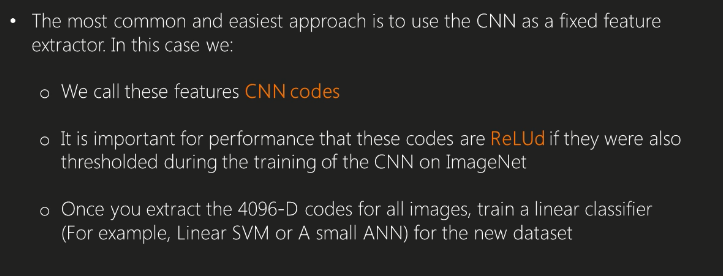 • The most common and easiest approach is to use the CNN as a fixed feature
extractor. In this case we:
o We call these features CNN codes
o It is important for performance that these codes are ReLUd if they were also
thresholded during the training of the CNN on ImageNet
o Once you extract the 4096-D codes for all images, train a linear classifier
(For example, Linear SVM or A small ANN) for the new dataset